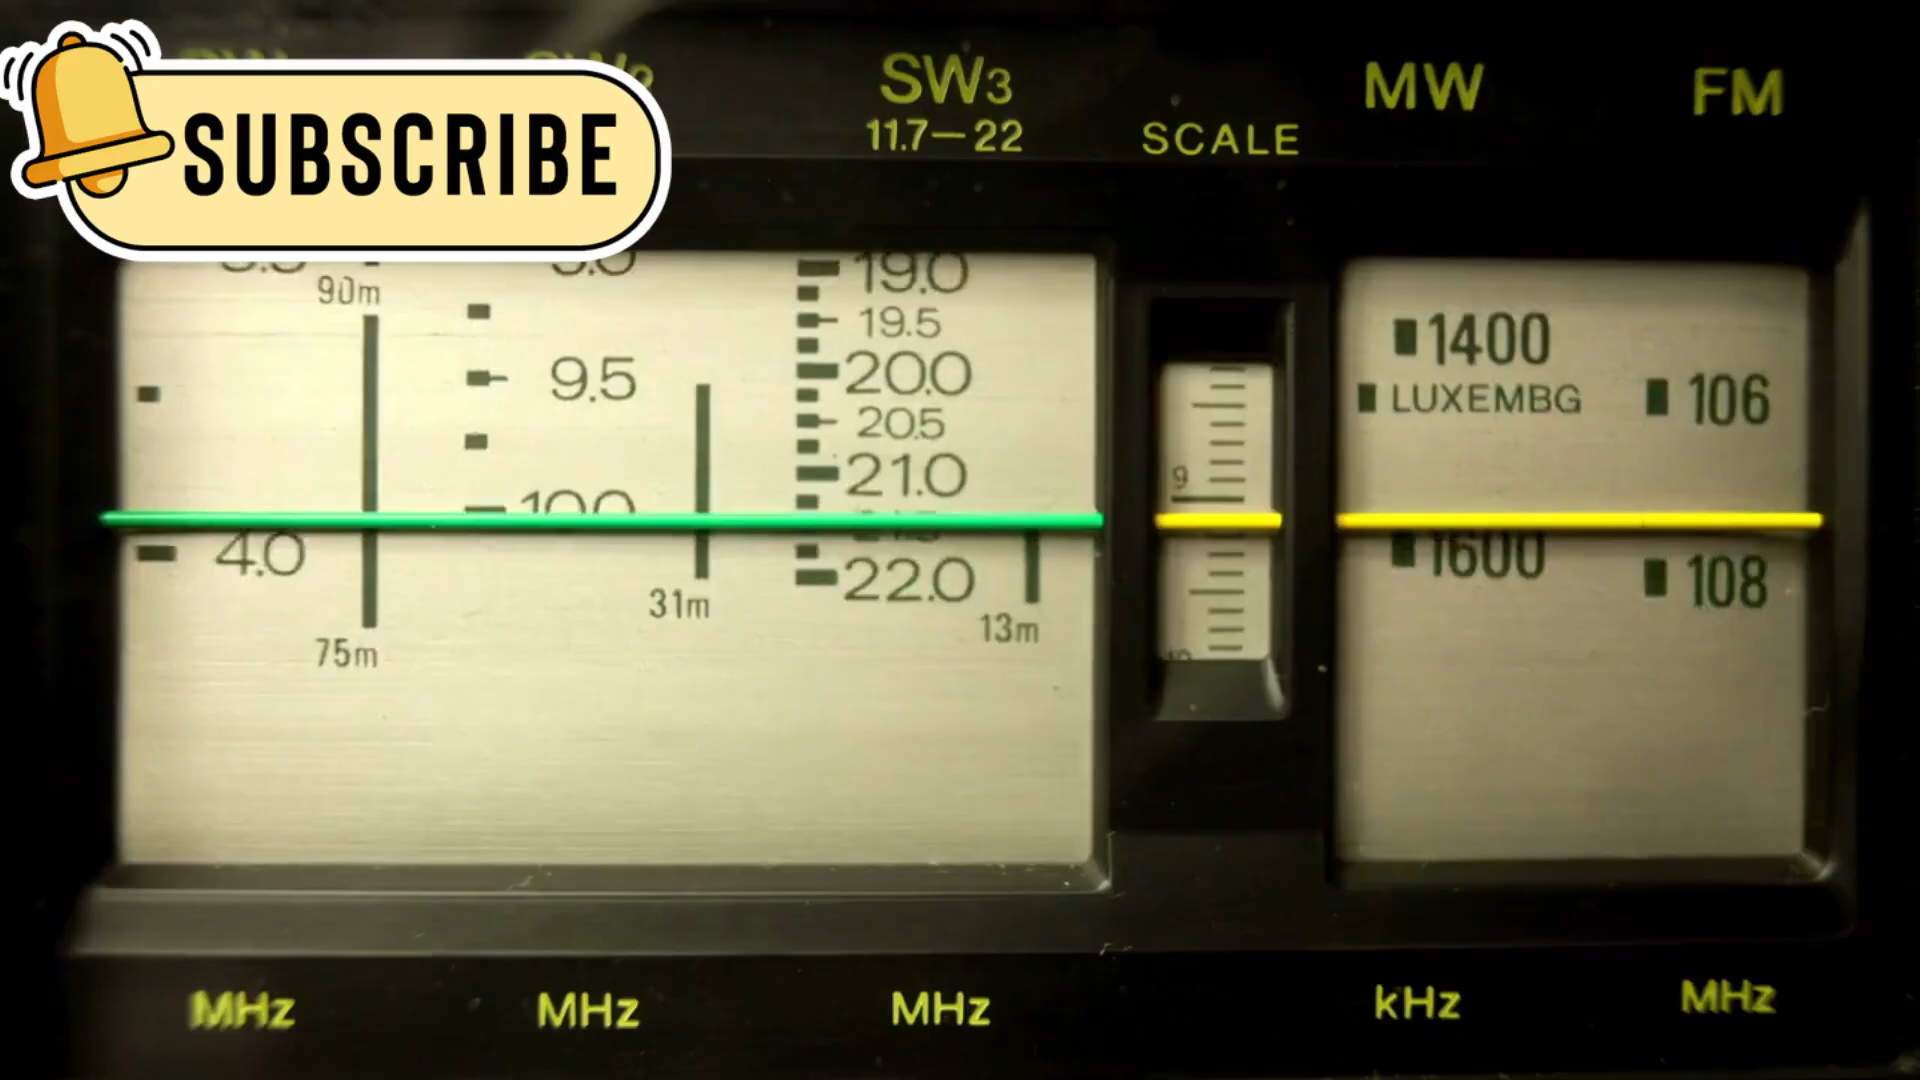 SUBSCRIBE
SW3
11.7—22
SCALE
MW
FM
90m
9.5
4.0
75m
31m
19.0
19.5
20.0
20.5
21.0
22.0
13m
9
1400
LUXEMBG
1600
106
108
MHz
MHz
MHz
kHz
MHz